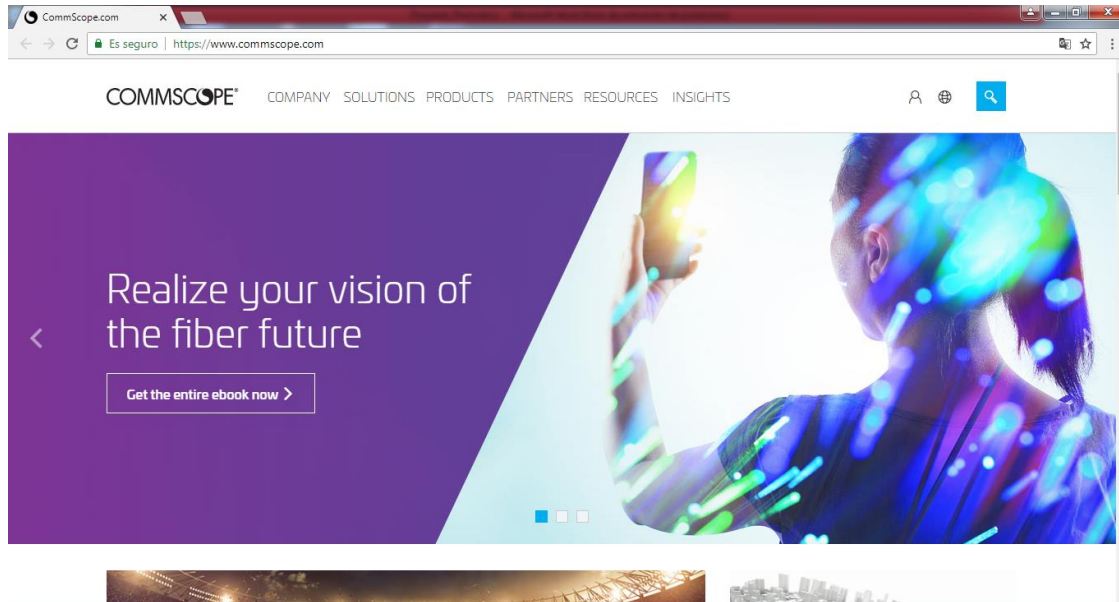 CommScope.com
Es seguro | https://www.commscope.com
COMMSCOPE®
COMPANY SOLUTIONS PRODUCTS PARTNERS RESOURCES INSIGHTS
Realize your vision of
the fiber future
Get the entire ebook now